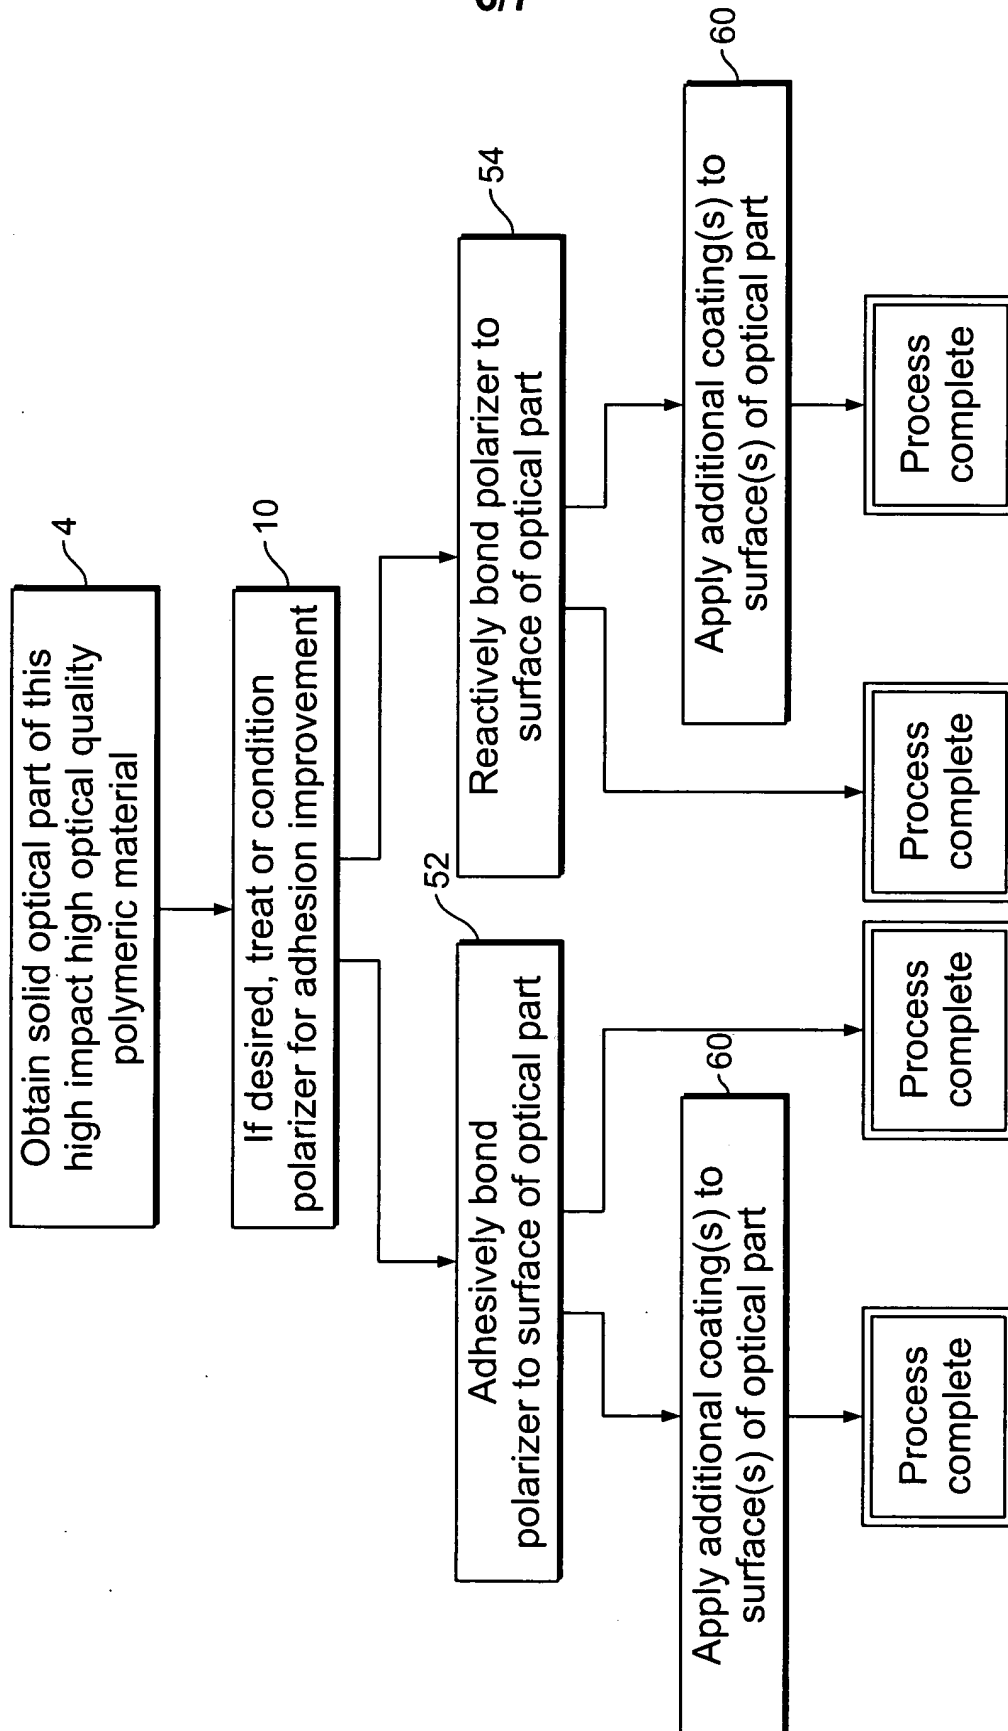 Obtain solid optical part of this
high impact high optical quality
polymeric material
4
If desired, treat or condition
polarizer for adhesion improvement
10
Adhesively bond
polarizer to surface of optical part
52
Reactively bond polarizer to
surface of optical part
54
Apply additional coating(s) to
surface(s) of optical part
60
Apply additional coating(s) to
surface(s) of optical part
60
Process
complete
Process
complete
Process
complete
Process
complete